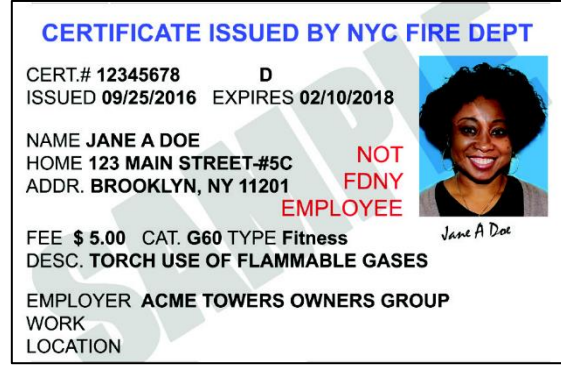 CERTIFICATE ISSUED BY NYC FIRE DEPT
CERT.# 12345678 D
ISSUED 09/25/2016 EXPIRES 02/10/2018
NAME JANE A DOE
HOME 123 MAIN STREET-#5C
ADDR. BROOKLYN, NY 11201
NOT
FDNY
EMPLOYEE
Jane A Doe
FEE $ 5.00 CAT. G60 TYPE Fitness
DESC. TORCH USE OF FLAMMABLE GASES
EMPLOYER ACME TOWERS OWNERS GROUP
WORK
LOCATION
SAMPLE